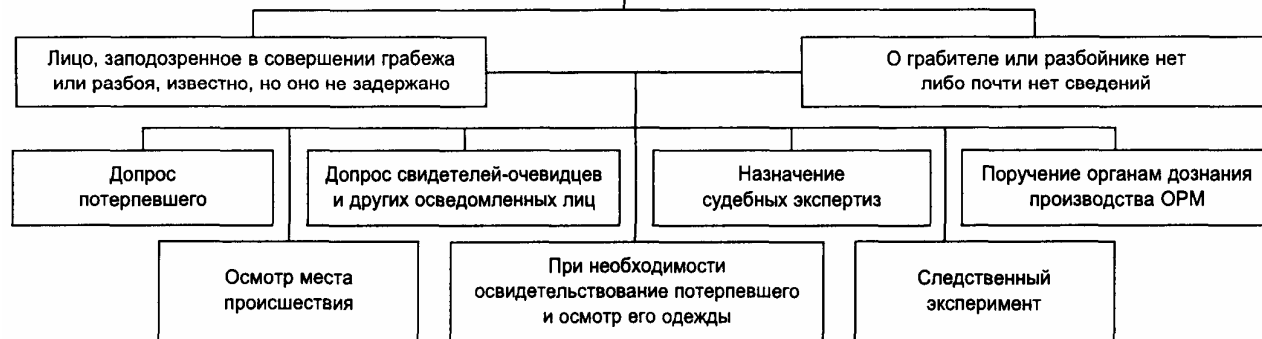 Лицо, заподозренное в совершении грабежа
или разбоя, известно, но оно не задержано
О грабителе или разбойнике нет
либо почти нет сведений
Допрос
потерпевшего
Допрос свидетелей-очевидцев
и других осведомленных лиц
Назначение
судебных экспертиз
Поручение органам дознания
производства ОРМ
Осмотр места
происшествия
При необходимости
освидетельствование потерпевшего
и осмотр его одежды
Следственный
эксперимент